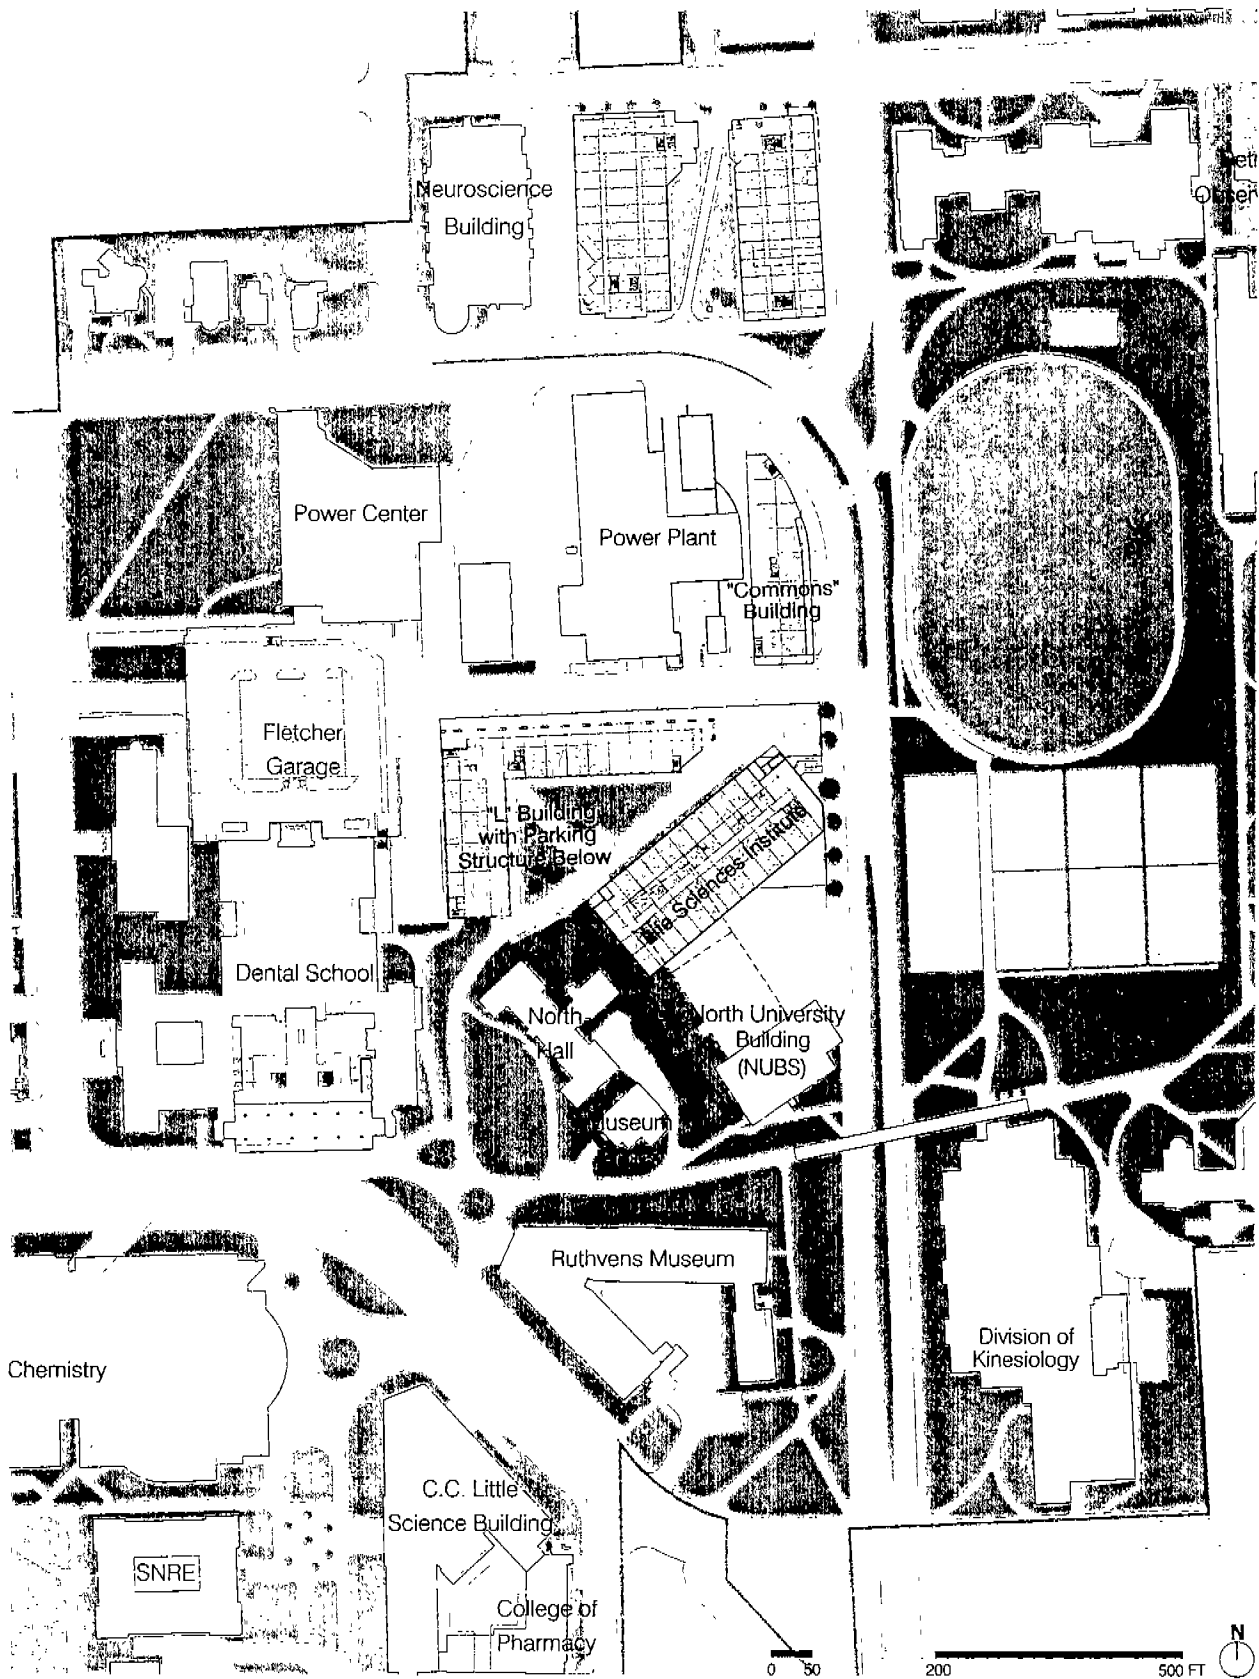 Neuroscience
Building
Observ
Power Center
Power Plant
"Commons"
Building
Fletcher
Garage
"L" Building
with Parking
Structure Below
Life Sciences Institute
Dental School
North
Hall
North University
Building
(NUBS)
Museum
Ruthvens Museum
Division of
Kinesiology
Chemistry
C.C. Little
Science Building
SNRE
College of
Pharmacy
N
0 50 200 500 FT